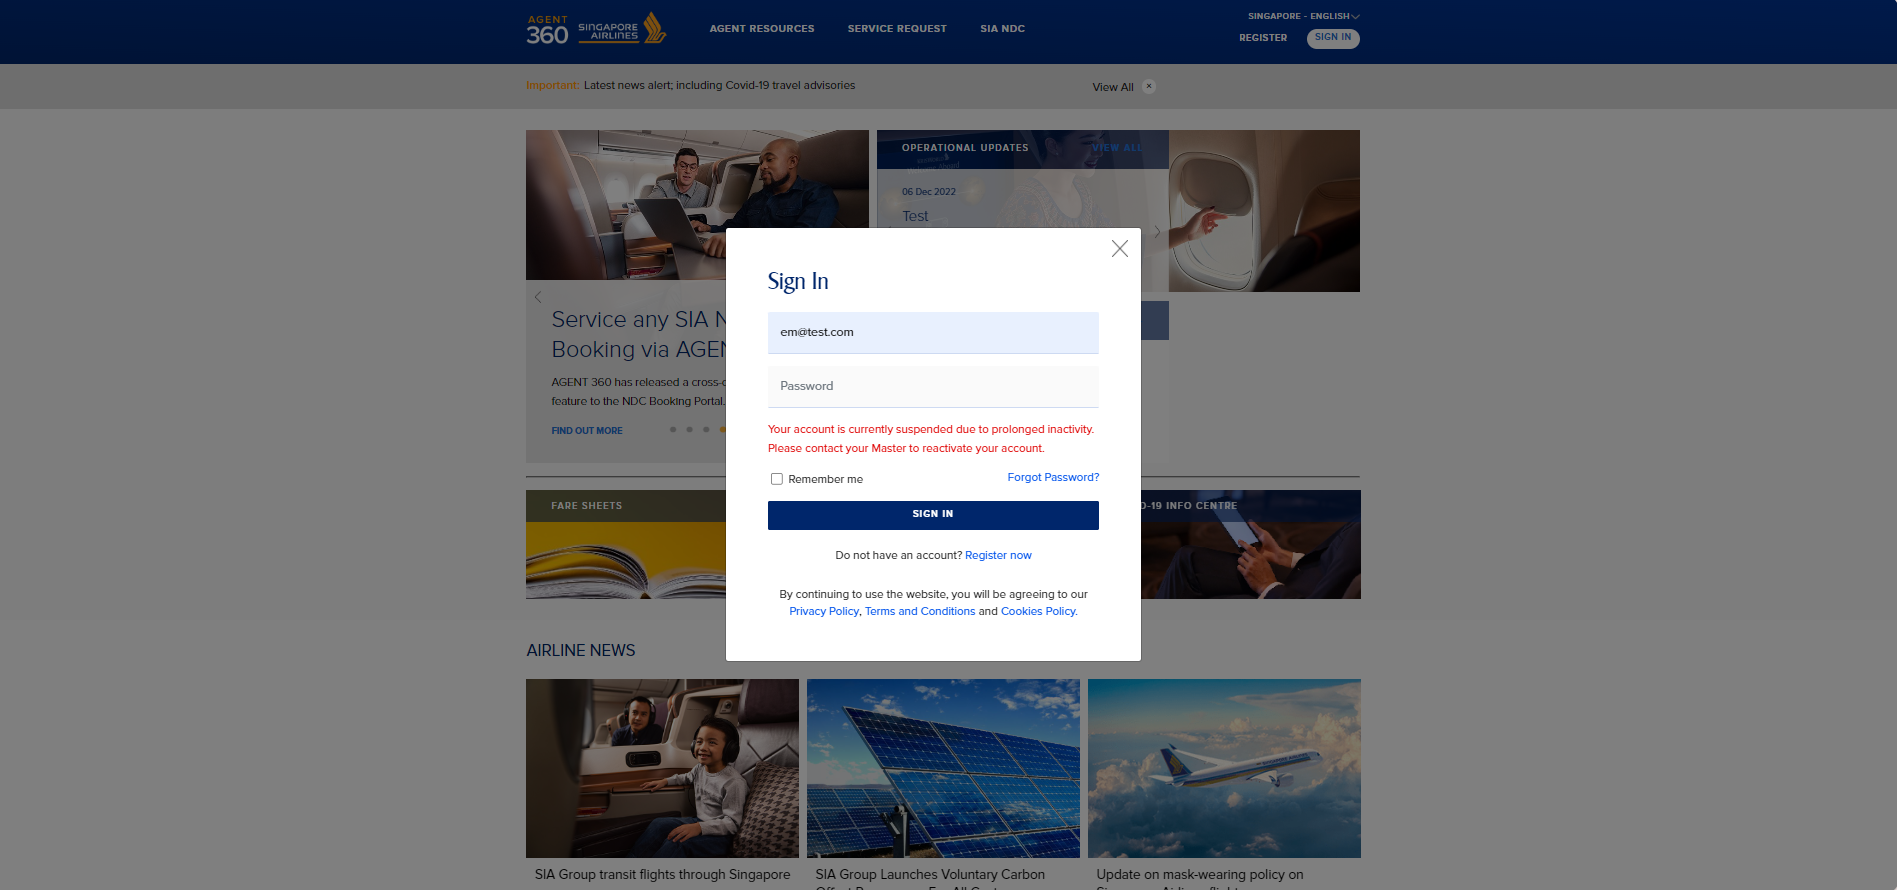 AGENT
360
SINGAPORE
AIRLINES
AGENT RESOURCES
SERVICE REQUEST
SIA NDC
SINGAPORE - ENGLISH
REGISTER
SIGN IN
Important: Latest news alert; including Covid-19 travel advisories
View All
OPERATIONAL UPDATES
VIEW ALL
06 Dec 2022
Test
Service any SIA N
Booking via AGEN
AGENT 360 has released a cross-c
feature to the NDC Booking Portal.
FIND OUT MORE
Sign In
em@test.com
Password
Your account is currently suspended due to prolonged inactivity.
Please contact your Master to reactivate your account.
Remember me
Forgot Password?
SIGN IN
Do not have an account? Register now
By continuing to use the website, you will be agreeing to our
Privacy Policy, Terms and Conditions and Cookies Policy.
FARE SHEETS
D-19 INFO CENTRE
AIRLINE NEWS
SIA Group transit flights through Singapore
SIA Group Launches Voluntary Carbon
Update on mask-wearing policy on